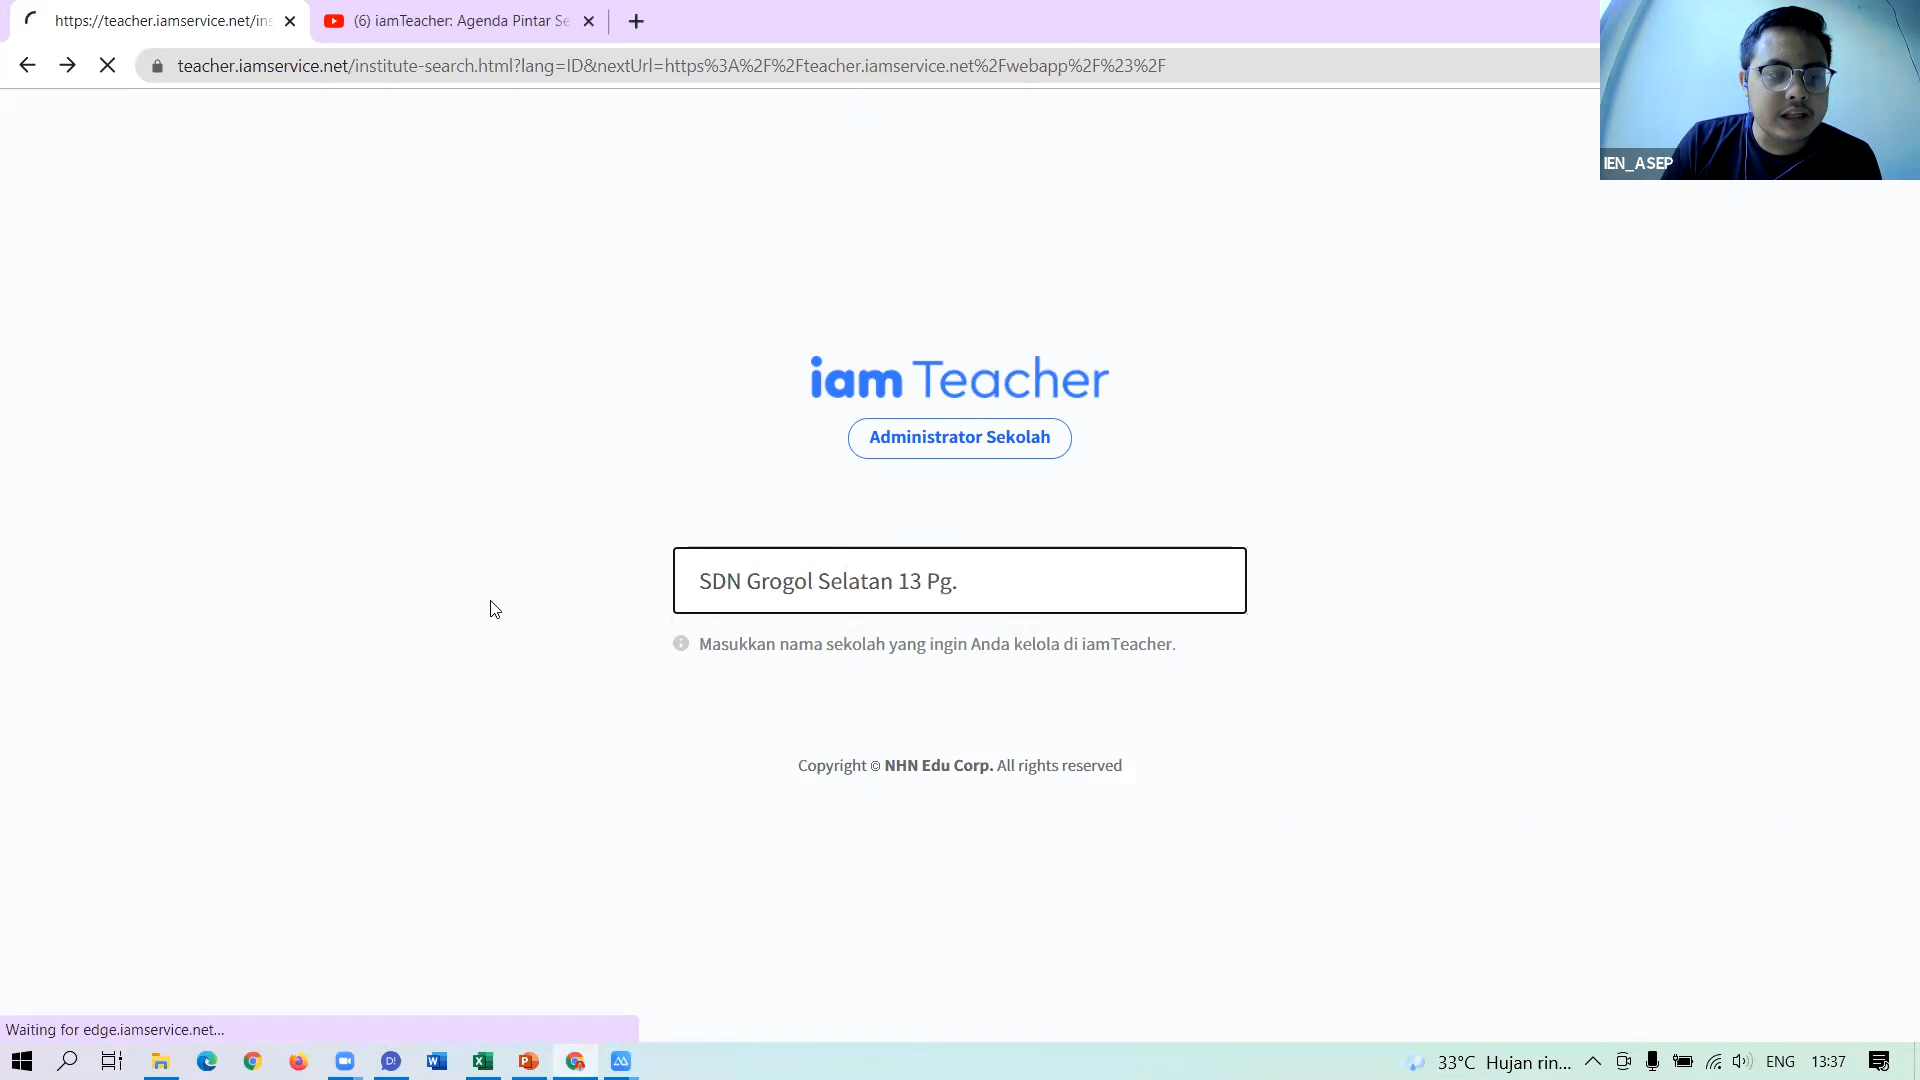 https://teacher.iamservice.net/ins
(6) iamTeacher: Agenda Pintar Se
teacher.iamservice.net/institute-search.html?lang=ID&nextUrl=https%3A%2F%2Fteacher.iamservice.net%2Fwebapp%2F%23%2F
IEN_ASEP
iam Teacher
Administrator Sekolah
SDN Grogol Selatan 13 Pg.
Masukkan nama sekolah yang ingin Anda kelola di iamTeacher.
Copyright © NHN Edu Corp. All rights reserved
Waiting for edge.iamservice.net...
33°C Hujan rin... ENG 13:37